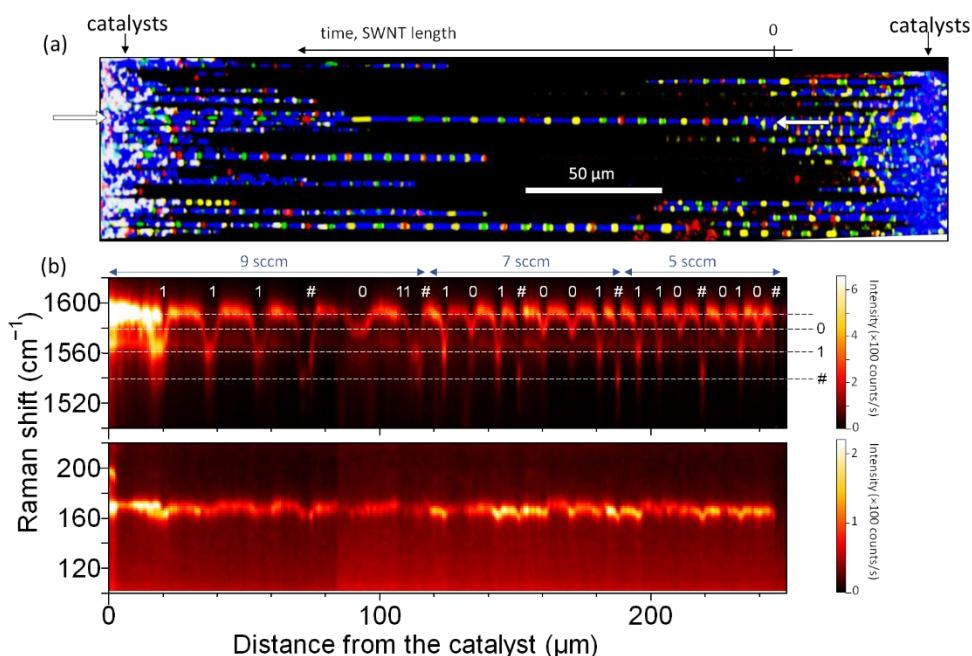 catalysts
catalysts
time, SWNT length
0
(a)
50 µm
(b)
9 sccm
7 sccm
5 sccm
1 1 1 # 0 11 # 0 1 # 0 0 1 # 1 0 # 0 1 0 #
1600
1560
1520
0
1
#
6
4
2
0
Intensity (×100 counts/s)
200
160
120
2
1
0
Intensity (×100 counts/s)
Raman shift (cm⁻¹)
0
100
200
Distance from the catalyst (µm)